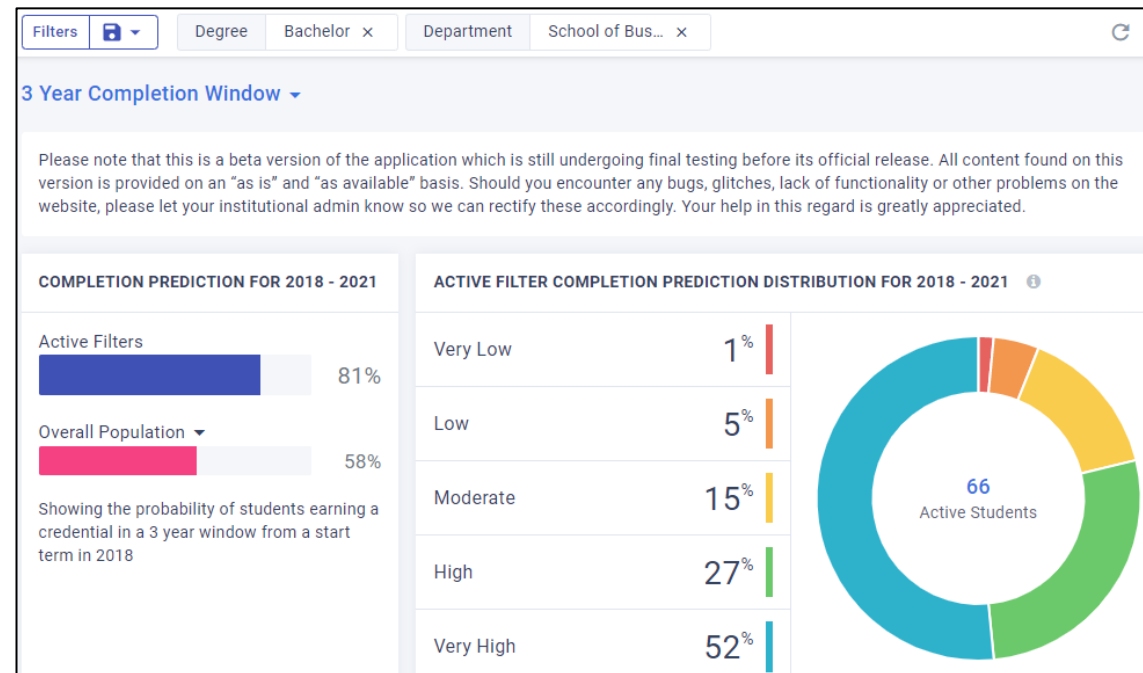 Filters
Degree Bachelor × Department School of Bus... ×
3 Year Completion Window
Please note that this is a beta version of the application which is still undergoing final testing before its official release. All content found on this
version is provided on an “as is” and “as available” basis. Should you encounter any bugs, glitches, lack of functionality or other problems on the
website, please let your institutional admin know so we can rectify these accordingly. Your help in this regard is greatly appreciated.
COMPLETION PREDICTION FOR 2018 - 2021
Active Filters
81%
Overall Population
58%
Showing the probability of students earning a
credential in a 3 year window from a start
term in 2018
ACTIVE FILTER COMPLETION PREDICTION DISTRIBUTION FOR 2018 - 2021
Very Low 1%
Low 5%
Moderate 15%
High 27%
Very High 52%
66
Active Students